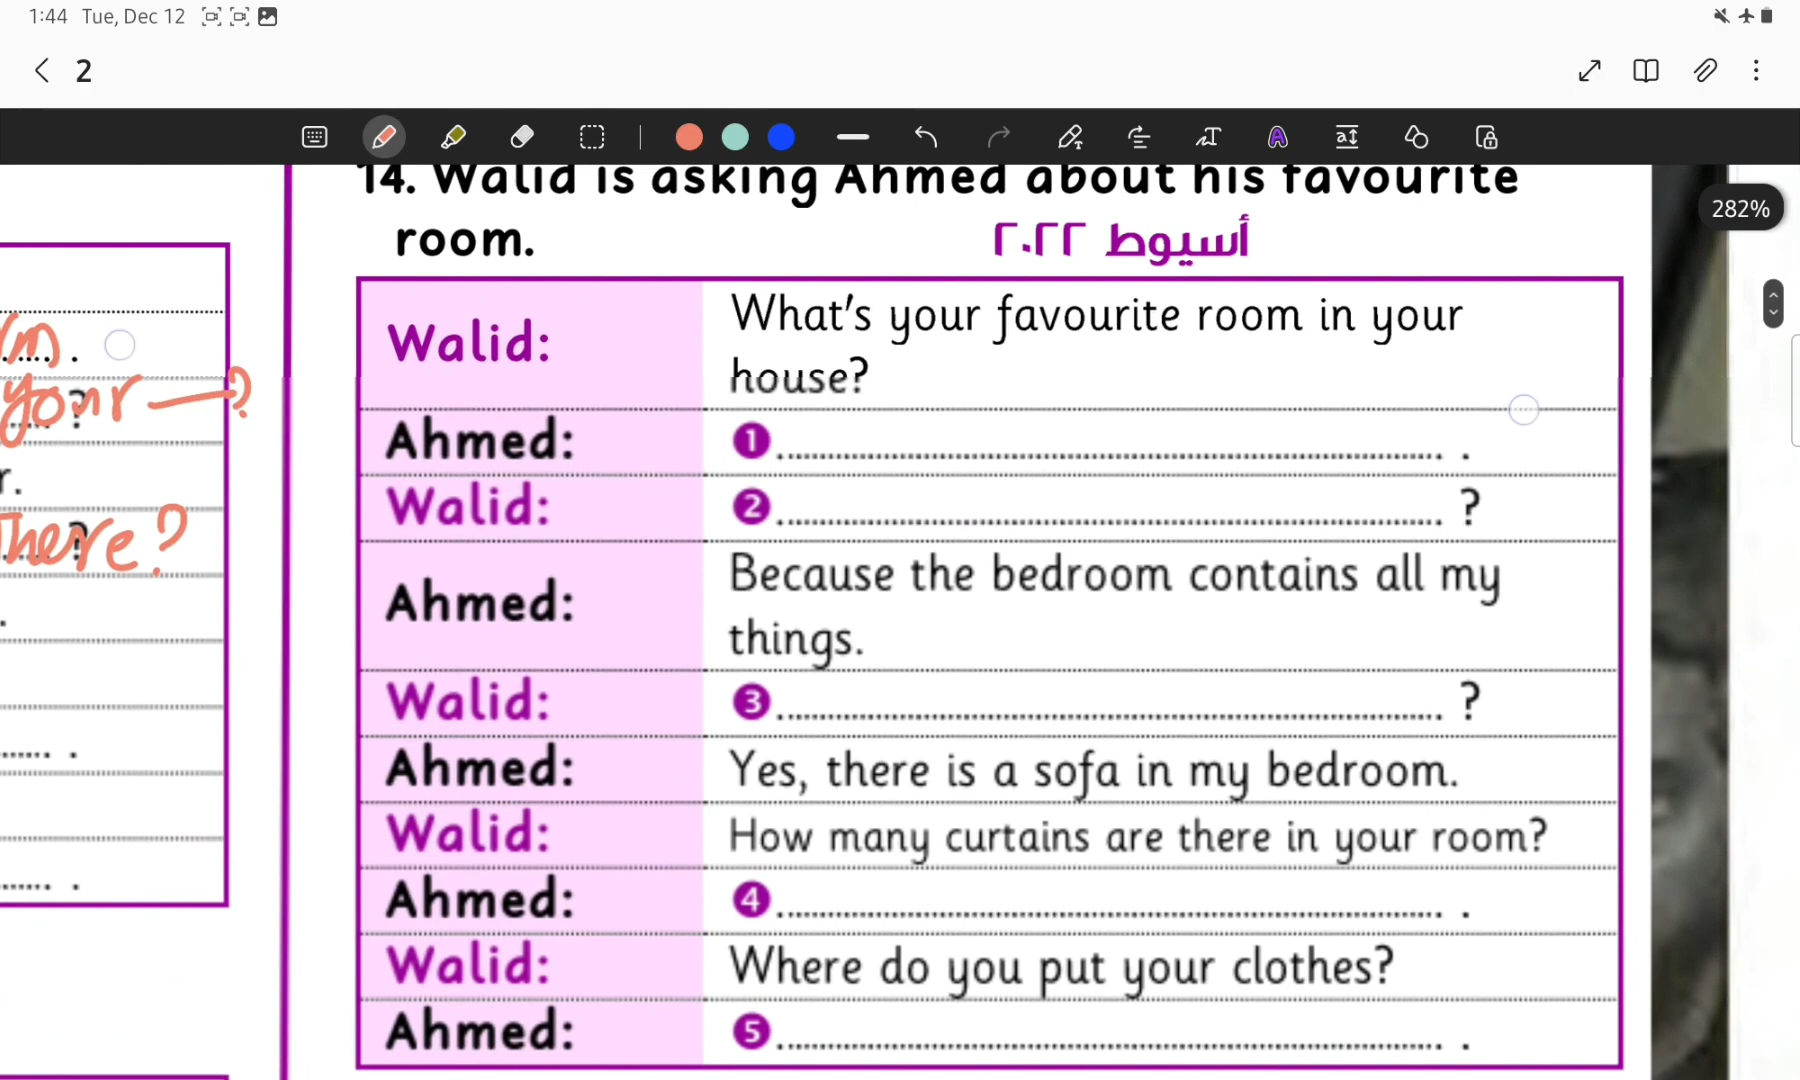 1:44 Tue, Dec 12
2
282%
14. Walid is asking Ahmed about his favourite
room.
أسيوط ٢٠٢٢
Walid: What's your favourite room in your
house?
Ahmed: 1 .
Walid: 2 ?
Ahmed: Because the bedroom contains all my
things.
Walid: 3 ?
Ahmed: Yes, there is a sofa in my bedroom.
Walid: How many curtains are there in your room?
Ahmed: 4 .
Walid: Where do you put your clothes?
Ahmed: 5 .
your ?
r.
There?